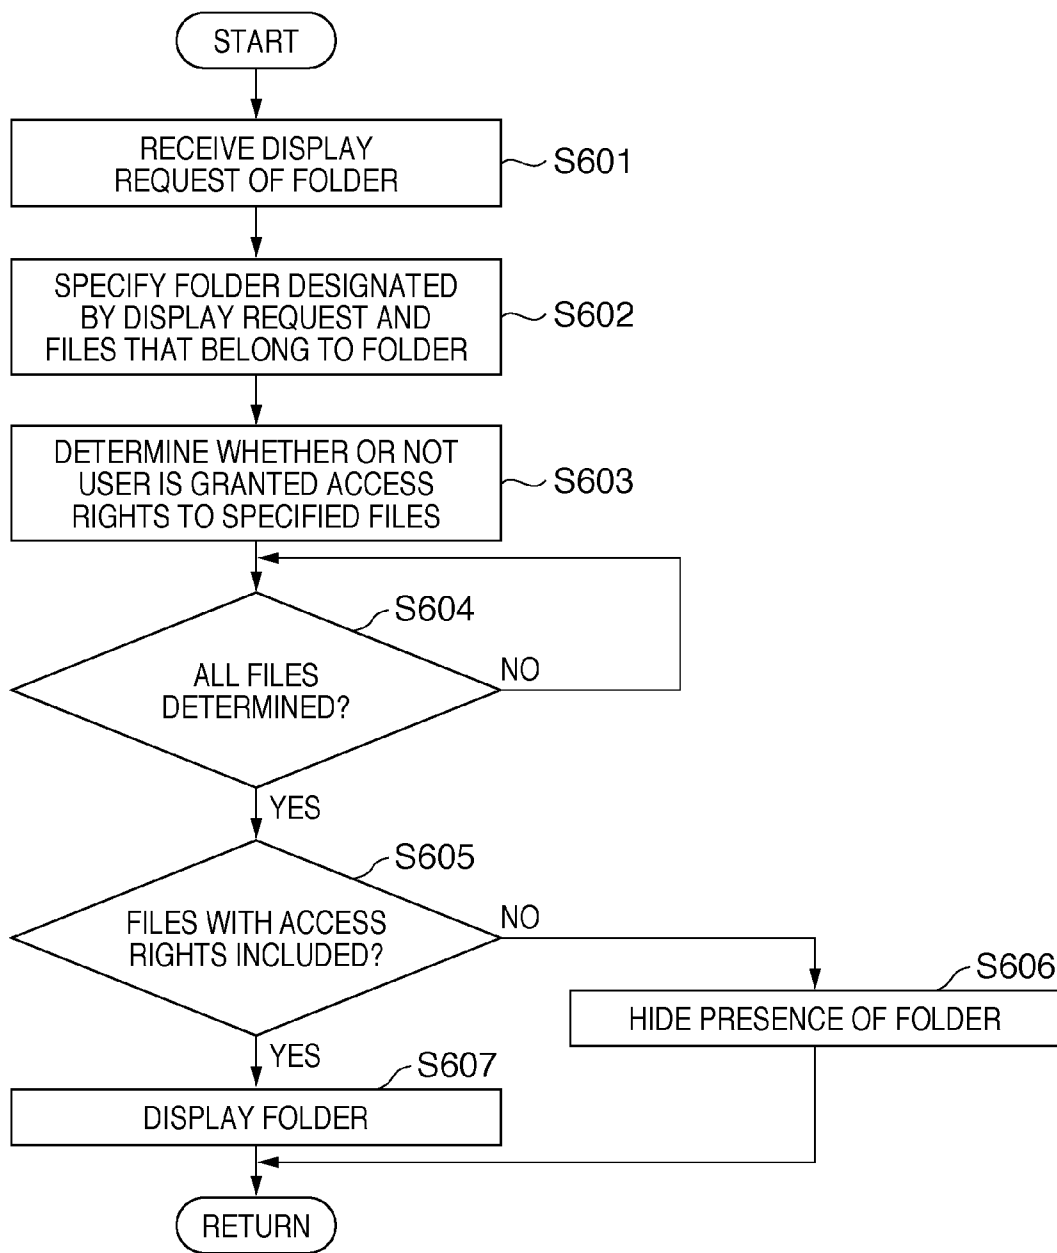 START
RECEIVE DISPLAY
REQUEST OF FOLDER
S601
SPECIFY FOLDER DESIGNATED
BY DISPLAY REQUEST AND
FILES THAT BELONG TO FOLDER
S602
DETERMINE WHETHER OR NOT
USER IS GRANTED ACCESS
RIGHTS TO SPECIFIED FILES
S603
S604
ALL FILES
DETERMINED?
NO
YES
S605
FILES WITH ACCESS
RIGHTS INCLUDED?
NO
S606
HIDE PRESENCE OF FOLDER
YES
S607
DISPLAY FOLDER
RETURN